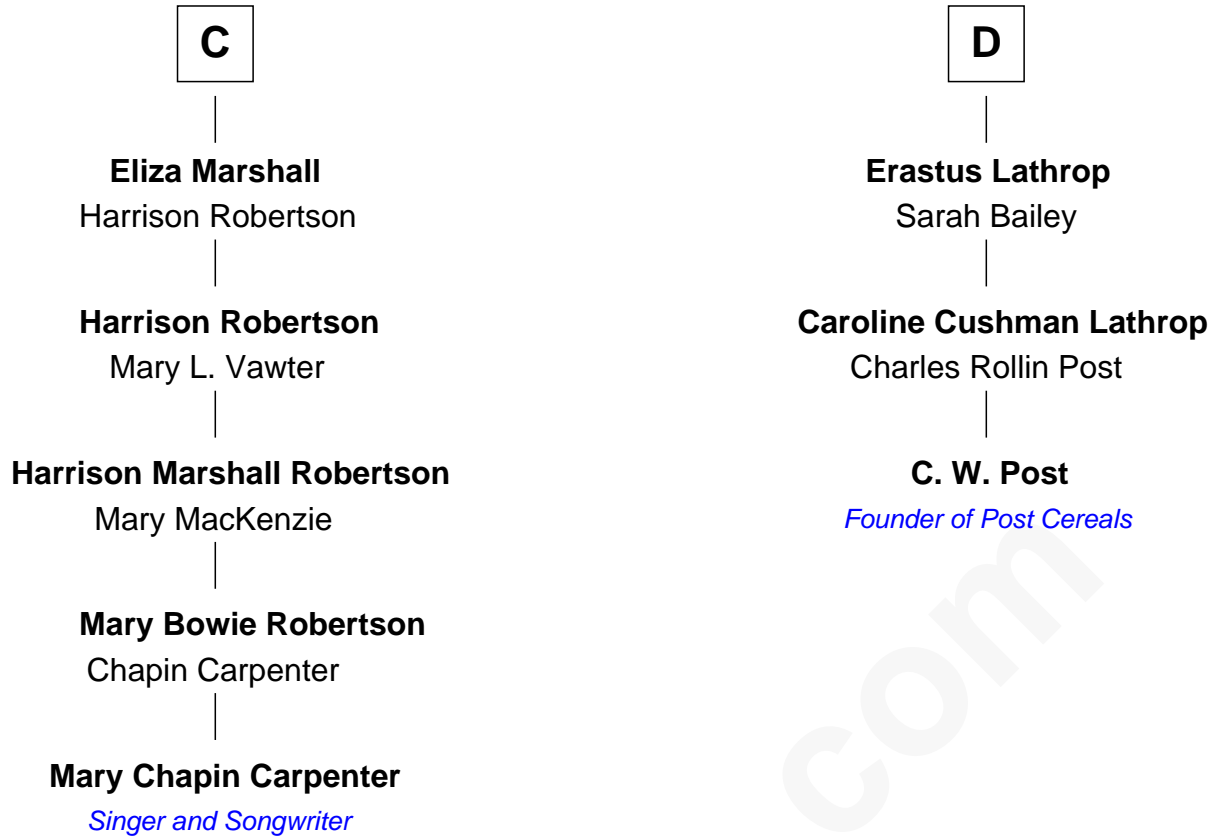 C
Eliza Marshall
Harrison Robertson
Harrison Robertson
Mary L. Vawter
Harrison Marshall Robertson
Mary MacKenzie
Mary Bowie Robertson
Chapin Carpenter
Mary Chapin Carpenter
Singer and Songwriter
D
Erastus Lathrop
Sarah Bailey
Caroline Cushman Lathrop
Charles Rollin Post
C. W. Post
Founder of Post Cereals
com